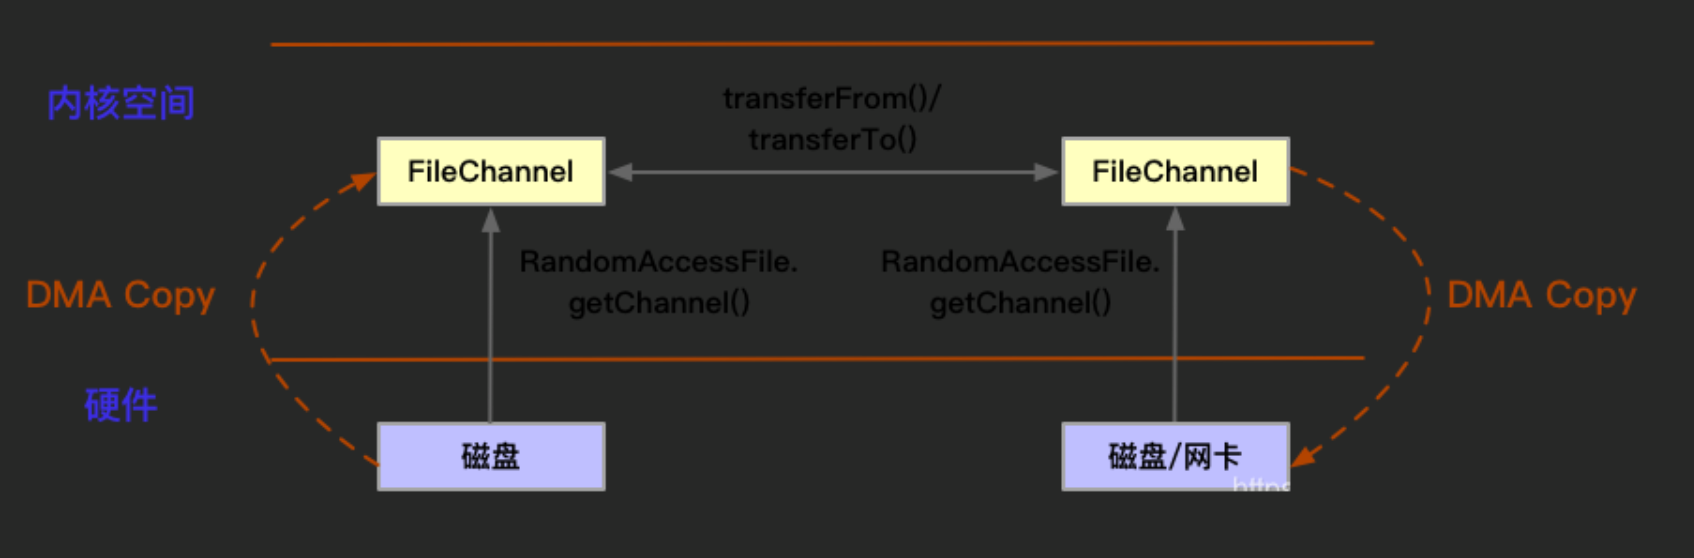 内核空间
transferFrom()/
transferTo()
FileChannel
FileChannel
RandomAccessFile.
getChannel()
RandomAccessFile.
getChannel()
DMA Copy
DMA Copy
硬件
磁盘
磁盘/网卡
https